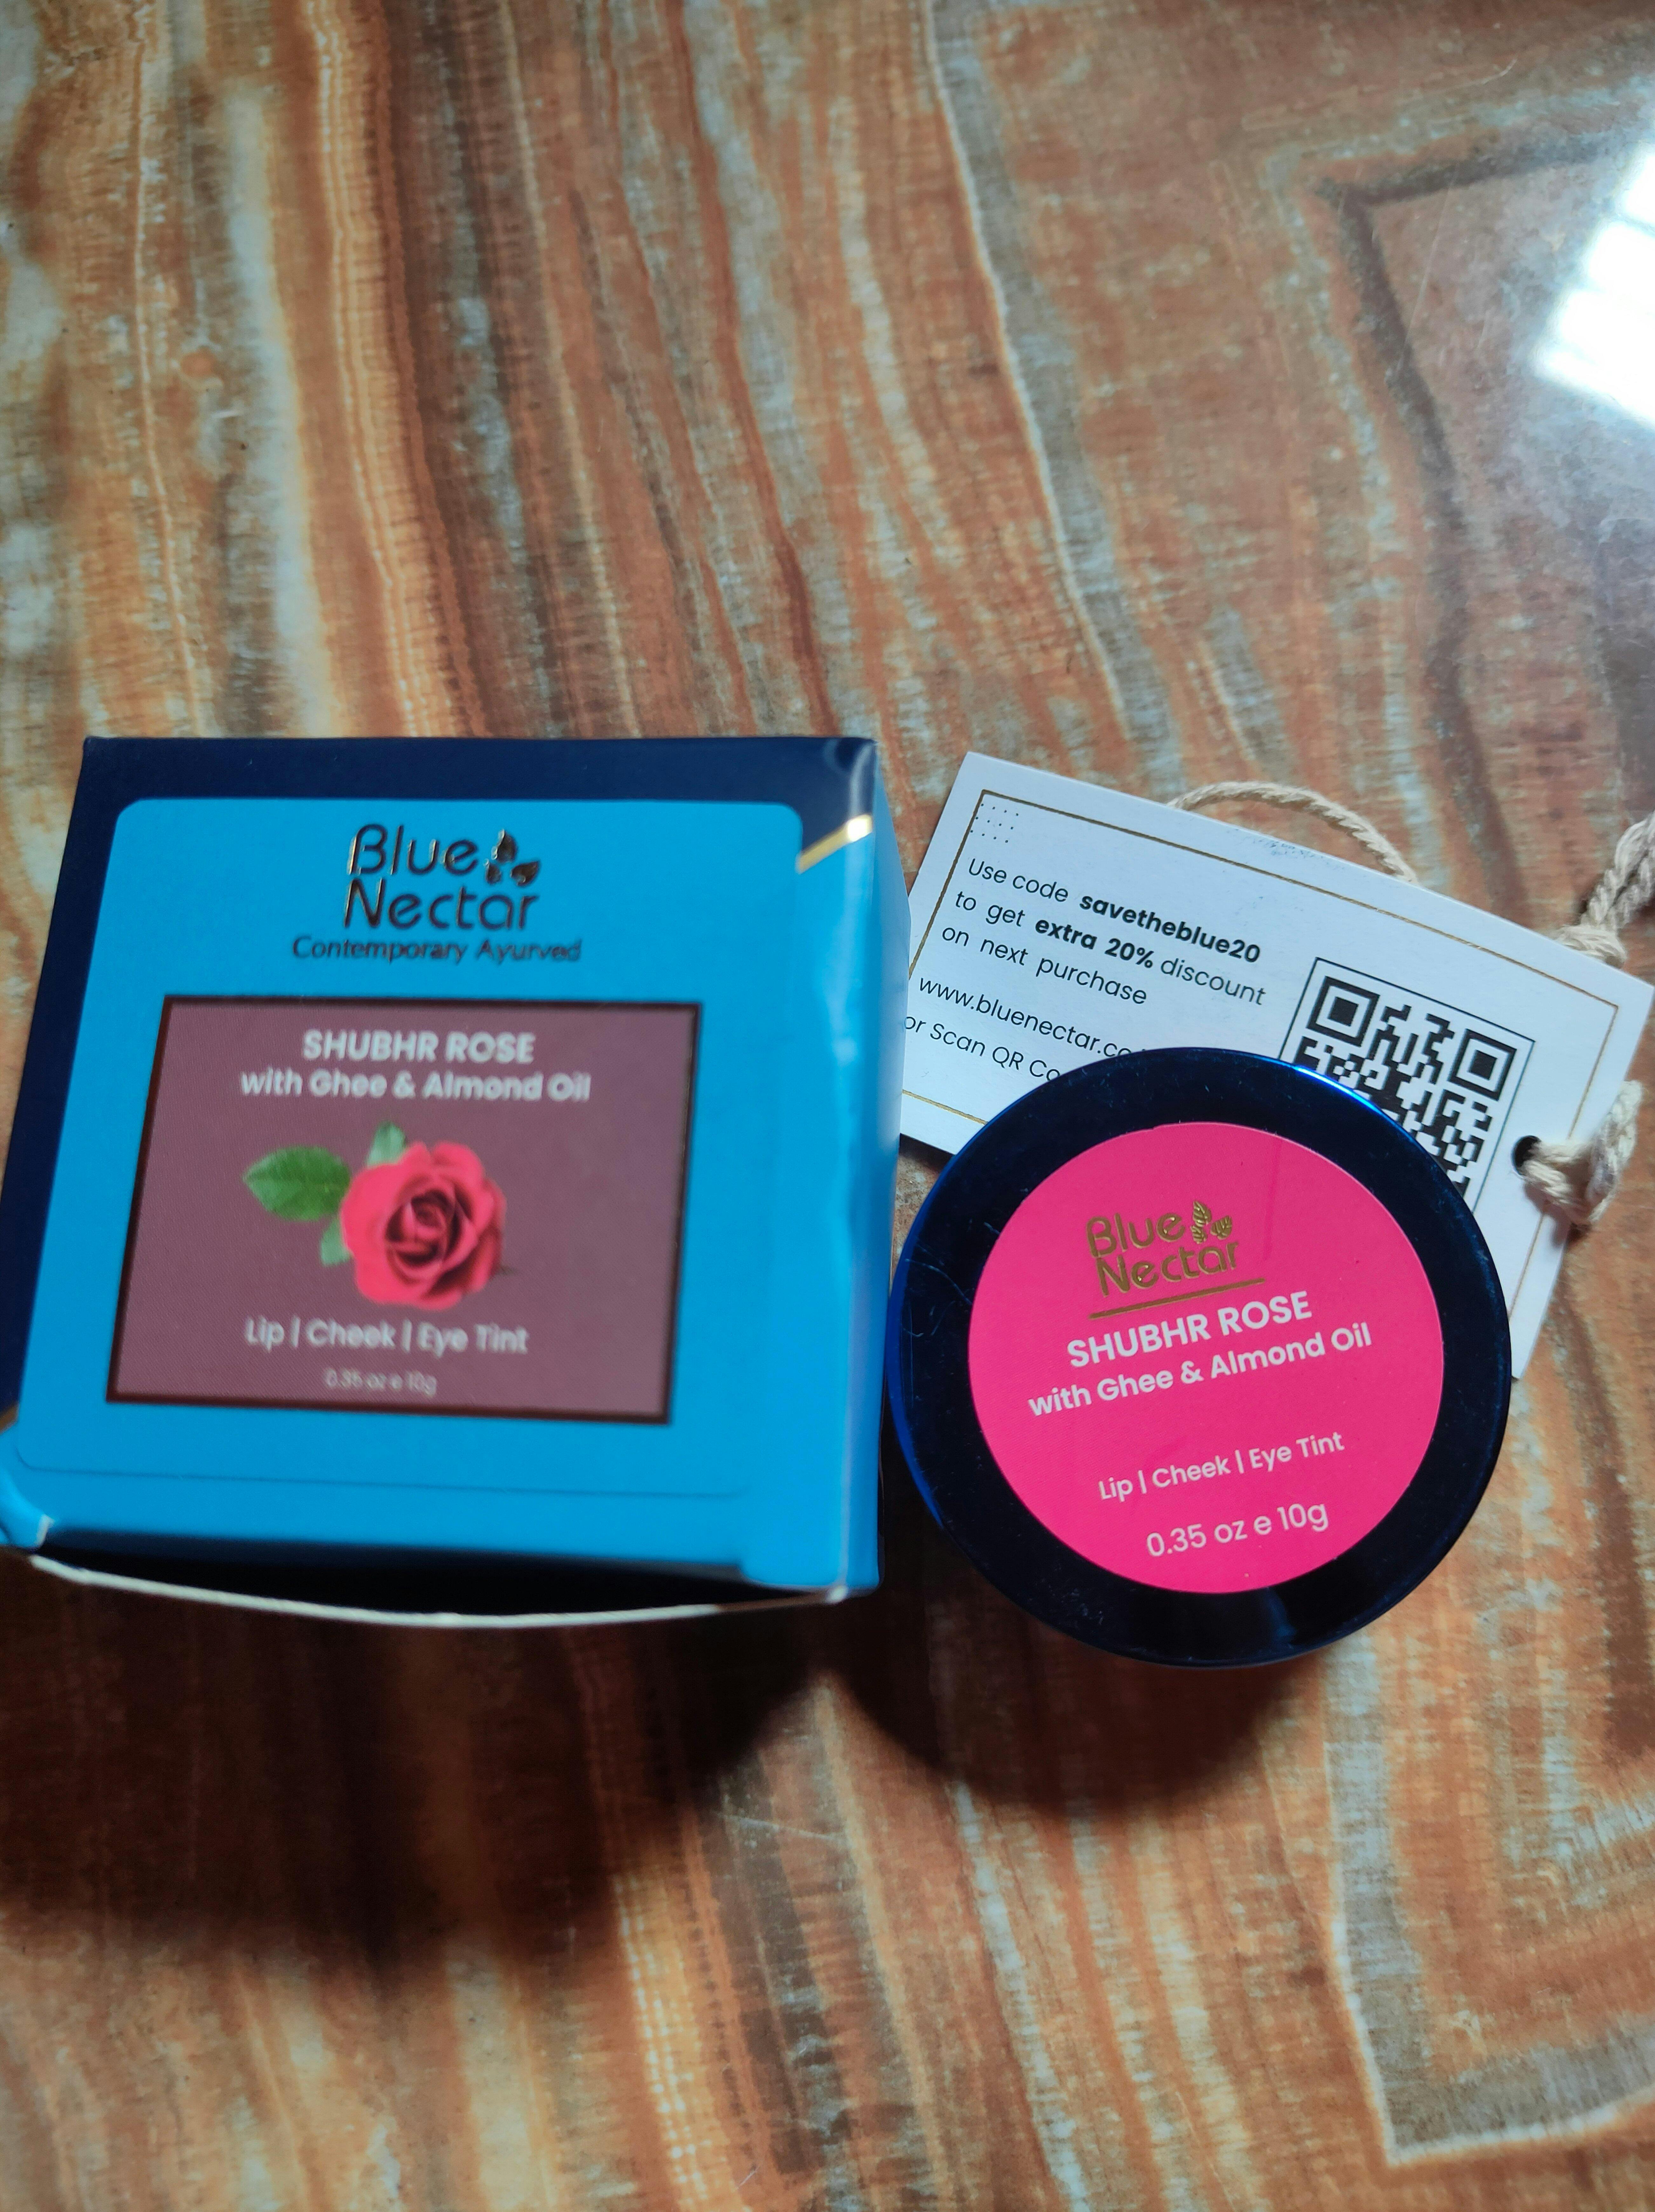 Blue
Nectar
Contemporary Ayurved
SHUBHR ROSE
with Ghee & Almond Oil
Lip | Cheek | Eye Tint
0.35 oz e 10g
Use code savetheblue20
to get extra 20% discount
on next purchase
www.bluenectar.co
or Scan QR Co
Blue
Nectar
SHUBHR ROSE
with Ghee & Almond Oil
Lip | Cheek | Eye Tint
0.35 oz e 10g